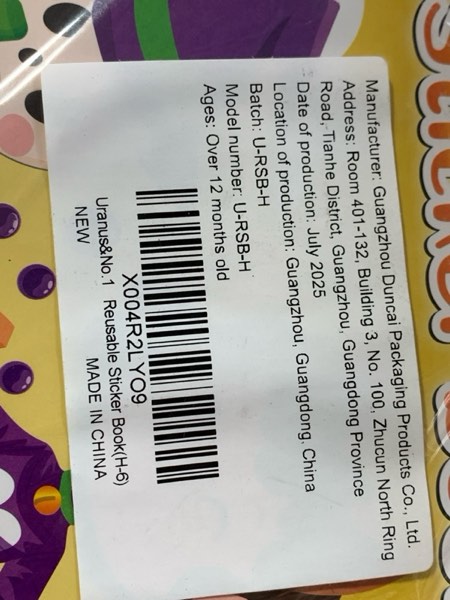 Sticker
Manufacturer: Guangzhou Duncai Packaging Products Co., Ltd.
Address: Room 401-132, Building 3, No. 100, Zhucun North Ring
Road, Tianhe District, Guangzhou, Guangdong Province
Date of production: July 2025
Location of production: Guangzhou, Guangdong, China
Batch: U-RSB-H
Model number: U-RSB-H
Ages: Over 12 months old
X004R2LYO9
Uranus&No.1 Reusable Sticker Book(H-6)
NEW MADE IN CHINA